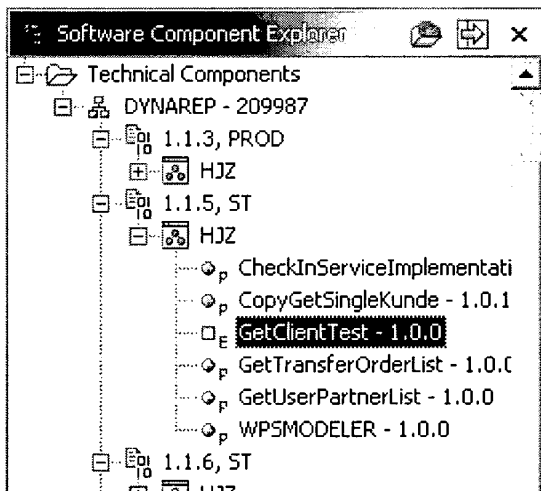 Software Component Explorer
Technical Components
DYNAREP - 209987
1.1.3, PROD
HJZ
1.1.5, ST
HJZ
p CheckInServiceImplementati
p CopyGetSingleKunde - 1.0.1
E GetClientTest - 1.0.0
p GetTransferOrderList - 1.0.0
p GetUserPartnerList - 1.0.0
p WPSMODELER - 1.0.0
1.1.6, ST
HJZ